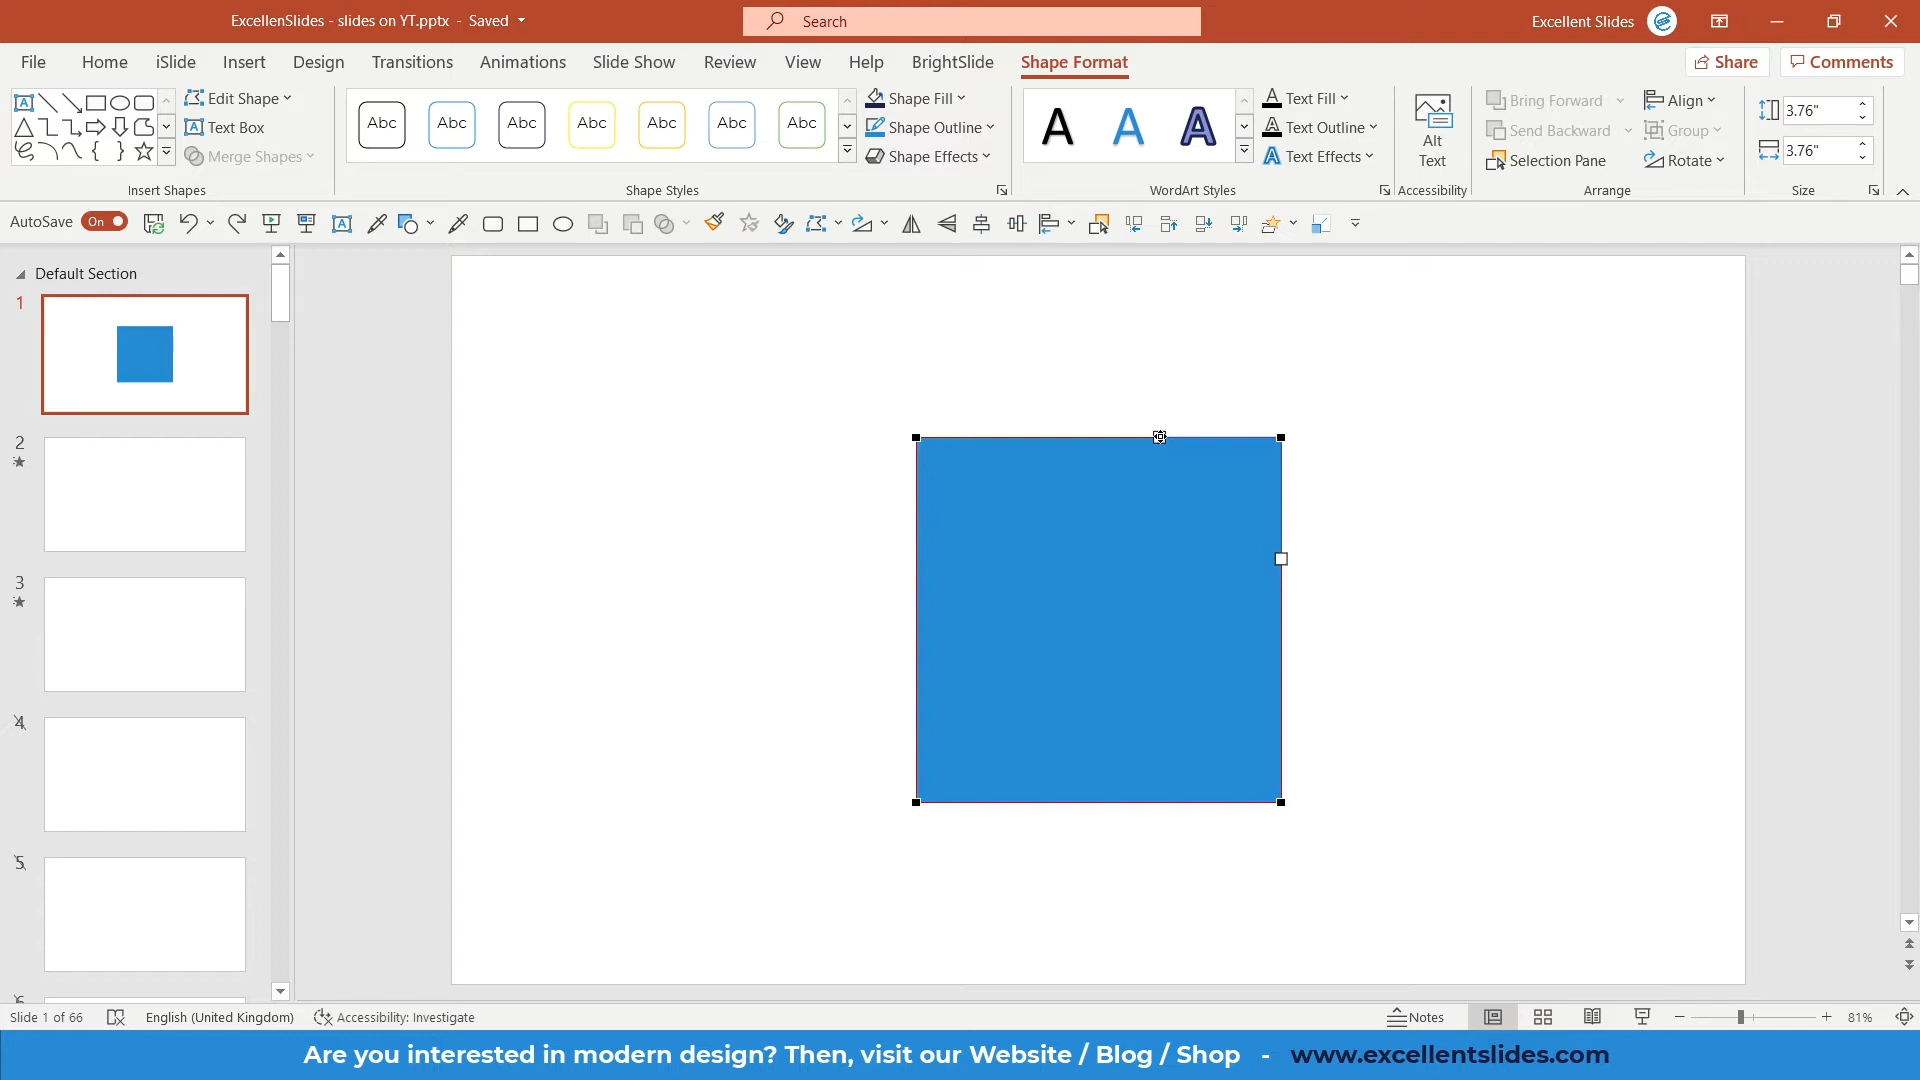 ExcellenSlides - slides on YT.pptx - Saved
Search
Excellent Slides
File Home iSlide Insert Design Transitions Animations Slide Show Review View Help BrightSlide Shape Format
Share Comments
Edit Shape
Text Box
Merge Shapes
Insert Shapes
Abc Abc Abc Abc Abc Abc Abc
Shape Fill
Shape Outline
Shape Effects
Shape Styles
A A A
Text Fill
Text Outline
Text Effects
WordArt Styles
Alt
Text
Accessibility
Bring Forward
Send Backward
Selection Pane
Align
Group
Rotate
Arrange
3.76"
3.76"
Size
AutoSave On
Default Section
1
2
3
4
5
6
Slide 1 of 66 English (United Kingdom) Accessibility: Investigate
Notes 81%
Are you interested in modern design? Then, visit our Website / Blog / Shop - www.excellentslides.com